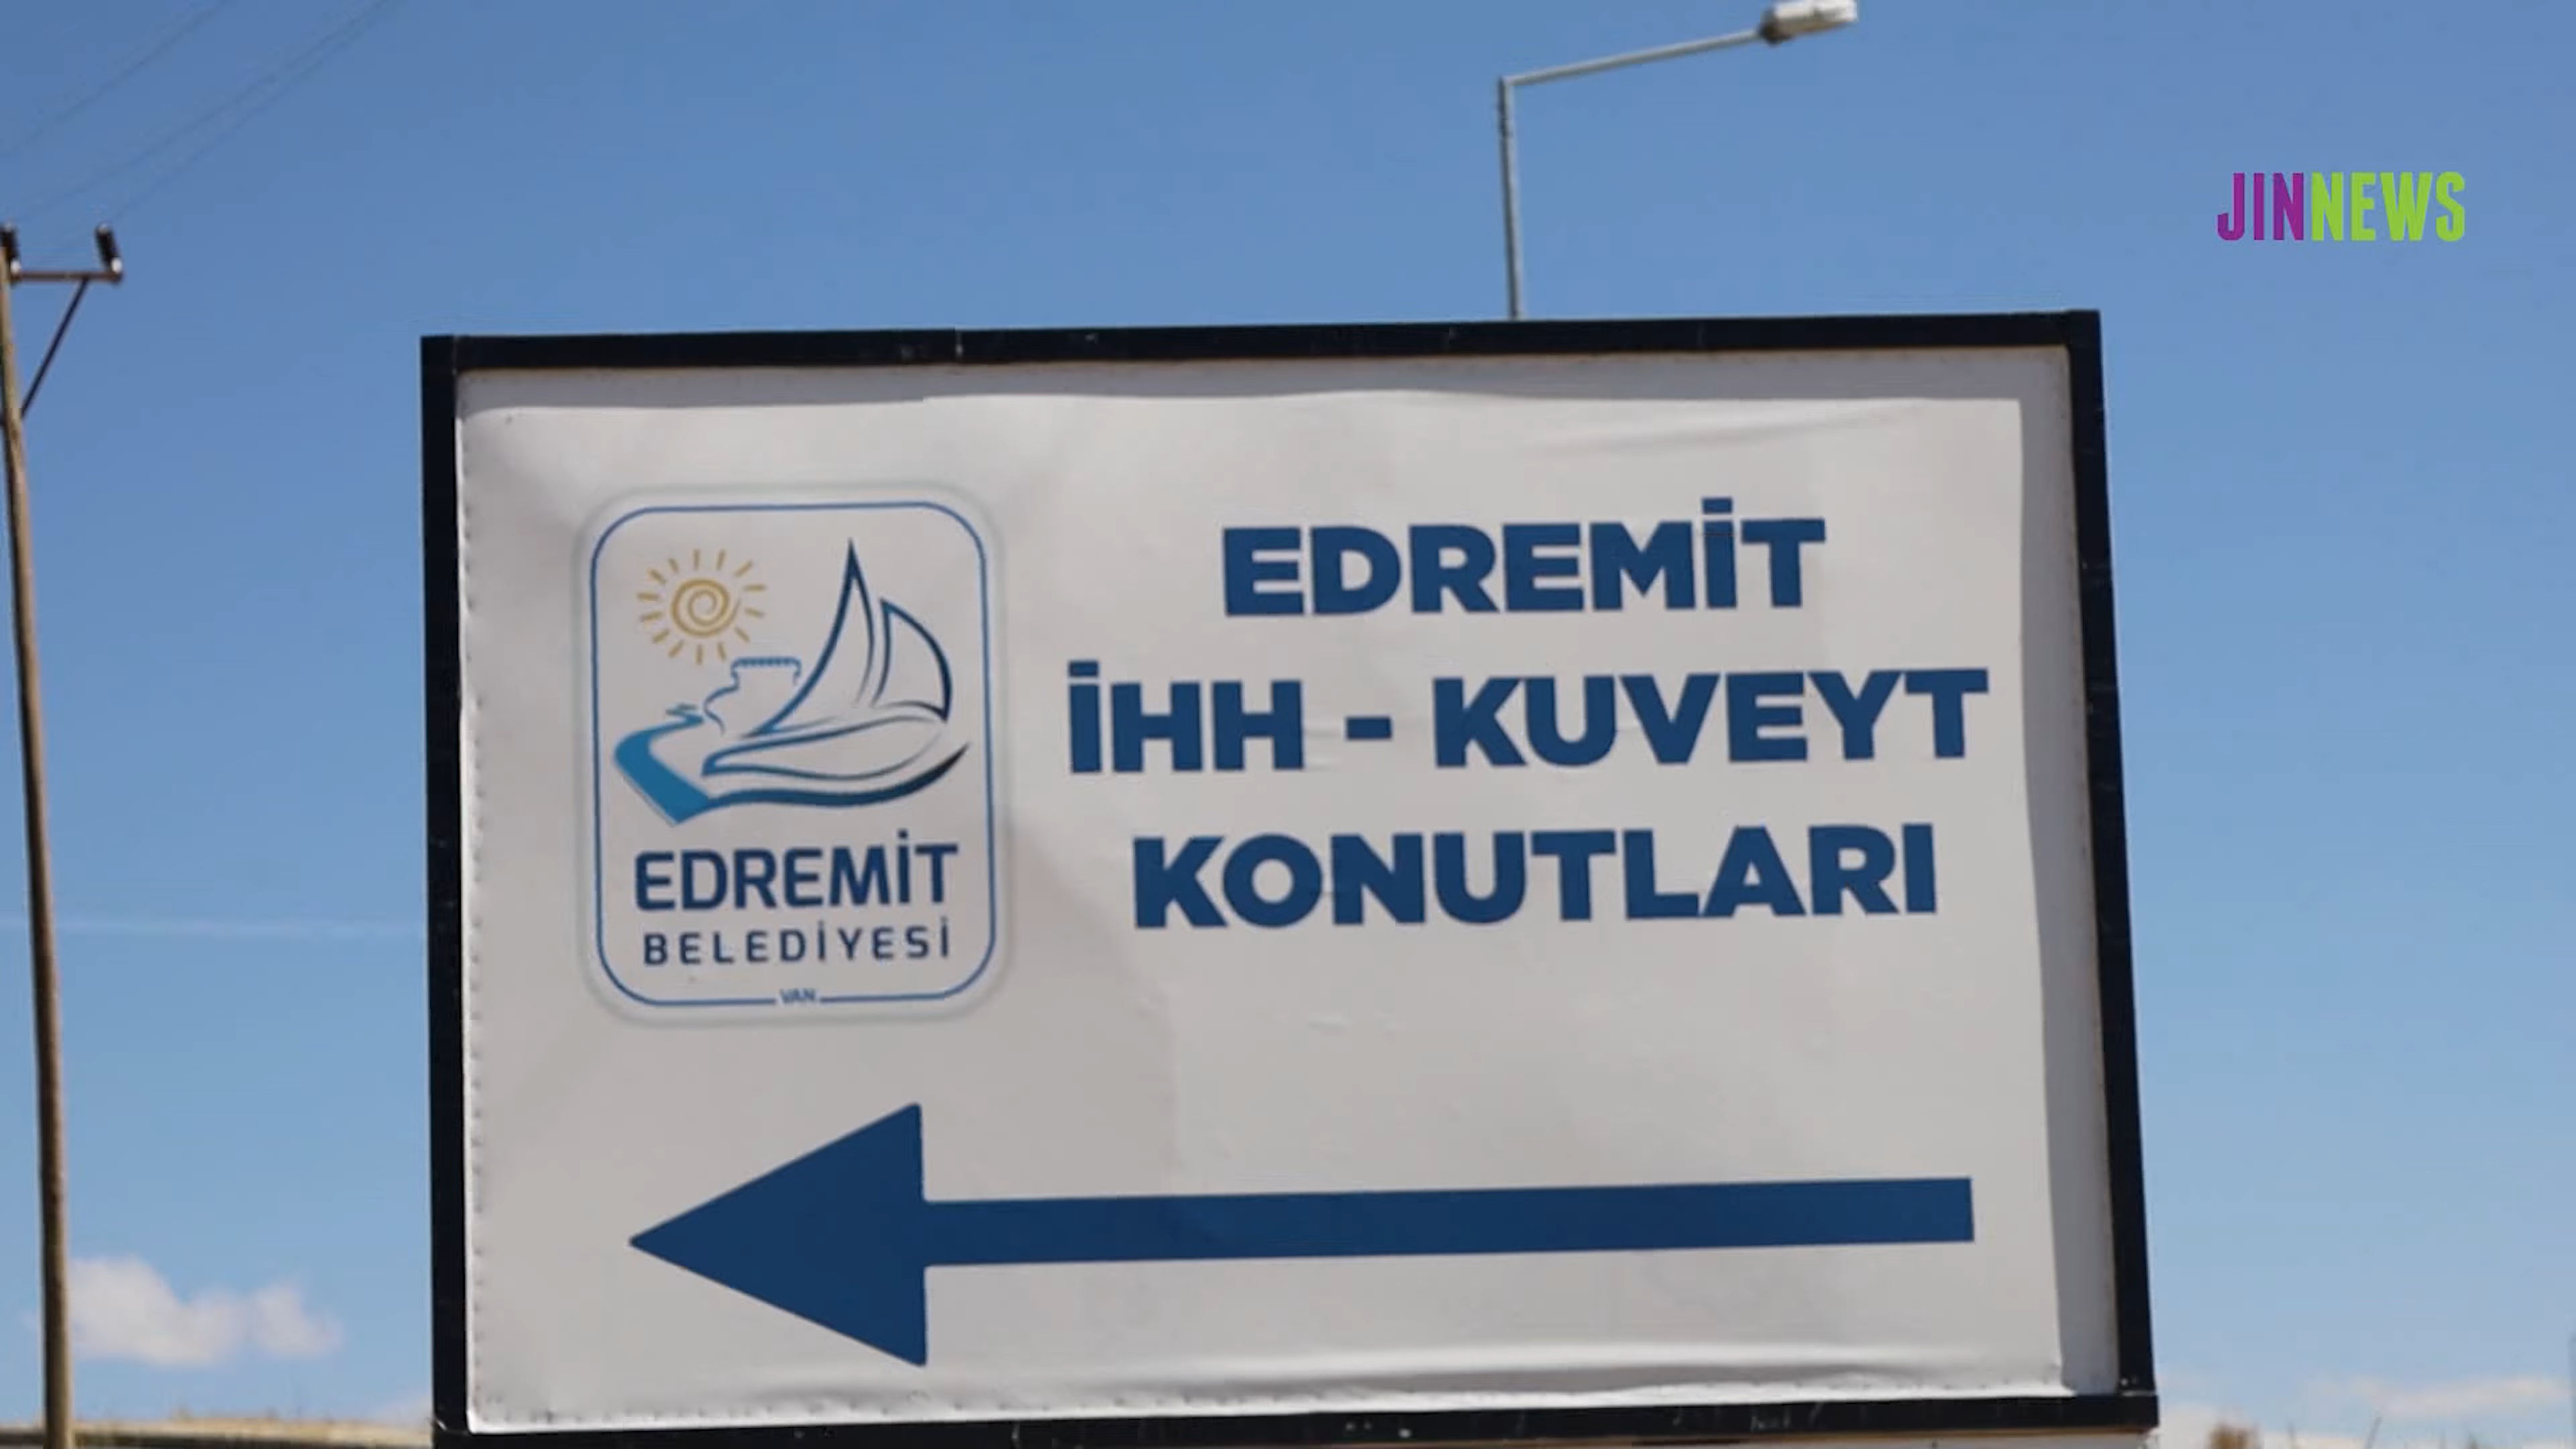 JINNEWS
EDREMİT
İHH - KUVEYT
KONUTLARI
EDREMİT
BELEDİYESİ
VAN